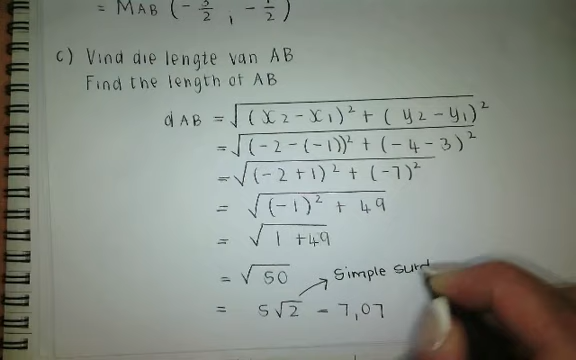 = MAB (- 3/2 , - 1/2)
c) Vind die lengte van AB
Find the length of AB
dAB = √(x2 - x1)² + (y2 - y1)²
= √(-2 - (-1))² + (-4 - 3)²
= √(-2 + 1)² + (-7)²
= √(-1)² + 49
= √1 + 49
= √50 → Simple surd
= 5√2 - 7,07